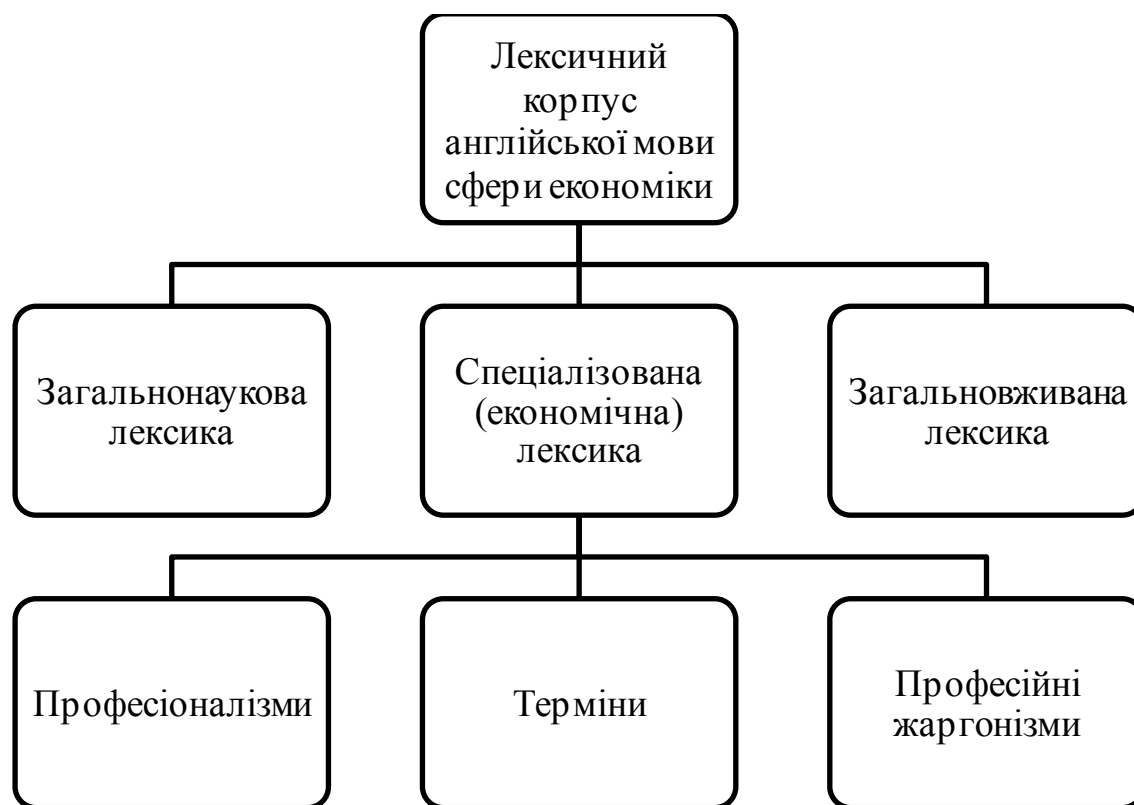 Лексичний
корпус
англійської мови
сфери економіки
Загальнонаукова
лексика
Спеціалізована
(економічна)
лексика
Загальновживана
лексика
Професіоналізми
Терміни
Професійні
жаргонізми